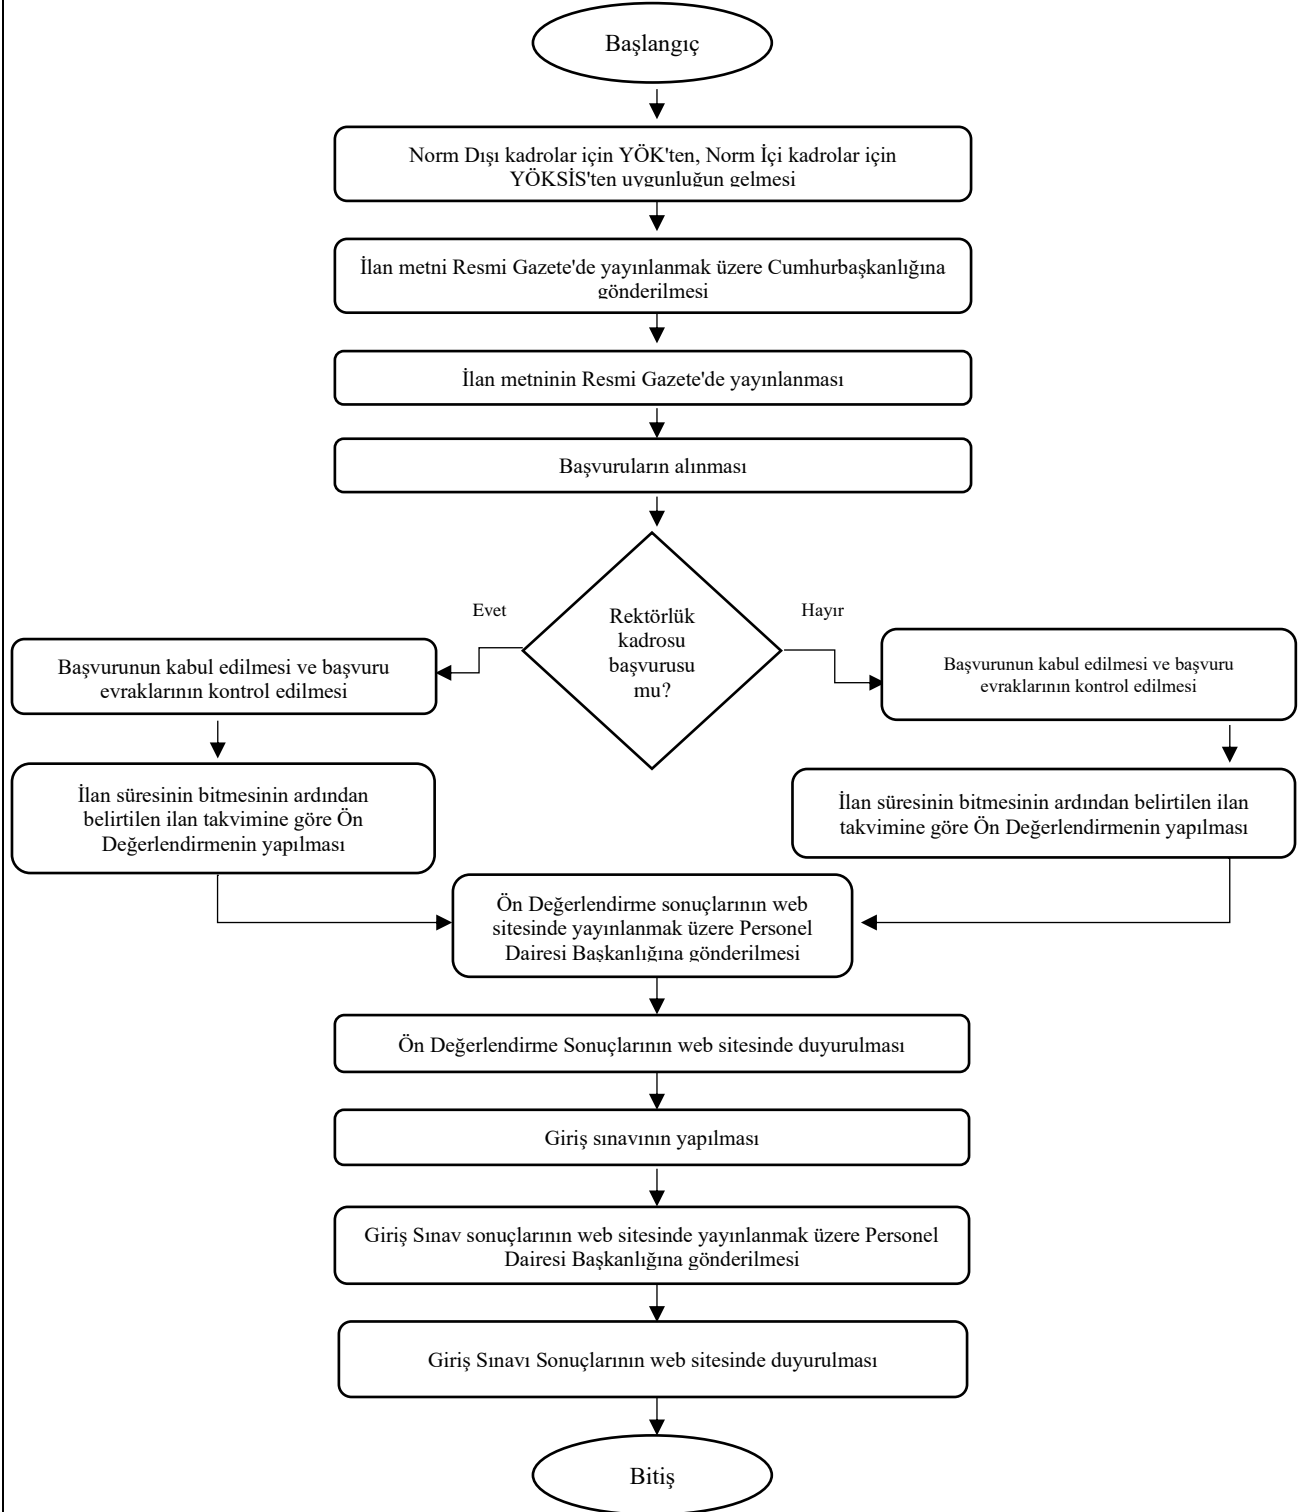 Başlangıç
Norm Dışı kadrolar için YÖK'ten, Norm İçi kadrolar için
YÖKSİS'ten uygunluğun gelmesi
İlan metni Resmi Gazete'de yayınlanmak üzere Cumhurbaşkanlığına
gönderilmesi
İlan metninin Resmi Gazete'de yayınlanması
Başvuruların alınması
Evet
Rektörlük
kadrosu
başvurusu
mu?
Hayır
Başvurunun kabul edilmesi ve başvuru
evraklarının kontrol edilmesi
Başvurunun kabul edilmesi ve başvuru
evraklarının kontrol edilmesi
İlan süresinin bitmesinin ardından
belirtilen ilan takvimine göre Ön
Değerlendirmenin yapılması
İlan süresinin bitmesinin ardından belirtilen ilan
takvimine göre Ön Değerlendirmenin yapılması
Ön Değerlendirme sonuçlarının web
sitesinde yayınlanmak üzere Personel
Dairesi Başkanlığına gönderilmesi
Ön Değerlendirme Sonuçlarının web sitesinde duyurulması
Giriş sınavının yapılması
Giriş Sınav sonuçlarının web sitesinde yayınlanmak üzere Personel
Dairesi Başkanlığına gönderilmesi
Giriş Sınavı Sonuçlarının web sitesinde duyurulması
Bitiş